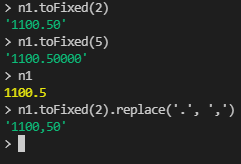 > n1.toFixed(2)
'1100.50'
> n1.toFixed(5)
'1100.50000'
> n1
1100.5
> n1.toFixed(2).replace('.', ',')
'1100,50'
>